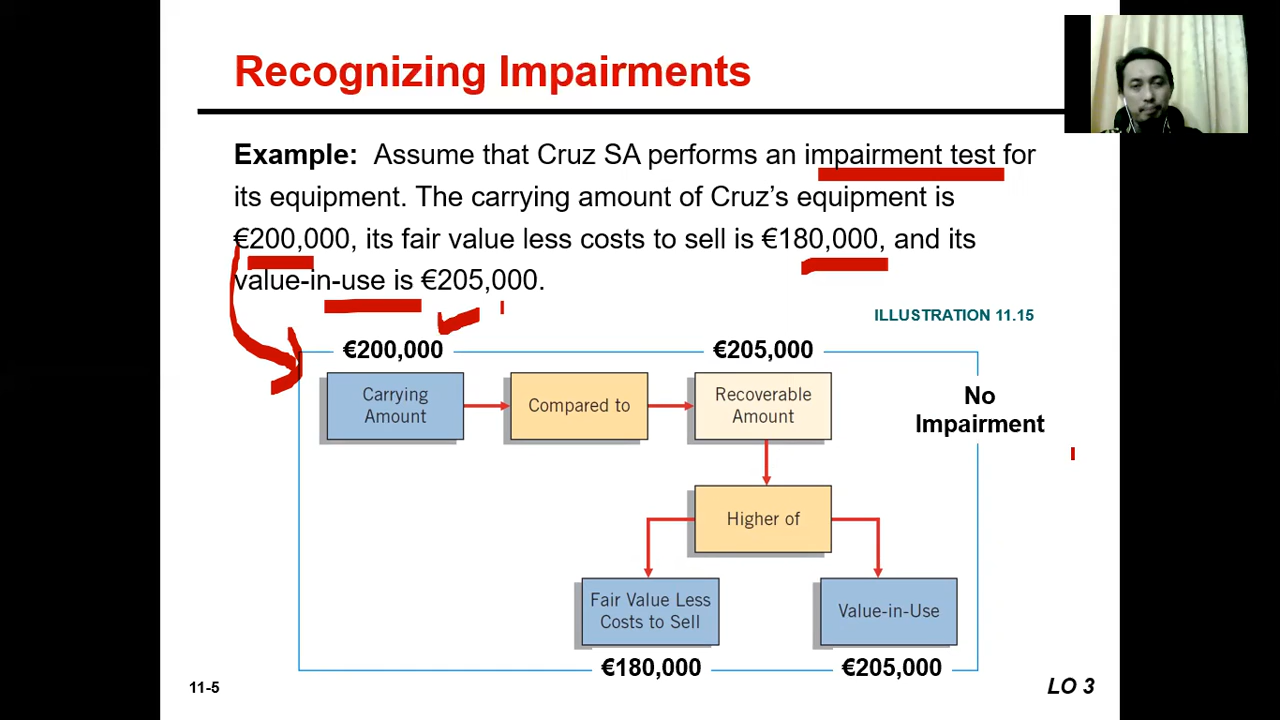 Recognizing Impairments
Example: Assume that Cruz SA performs an impairment test for
its equipment. The carrying amount of Cruz’s equipment is
€200,000, its fair value less costs to sell is €180,000, and its
value-in-use is €205,000.
ILLUSTRATION 11.15
€200,000
€205,000
Carrying
Amount
Compared to
Recoverable
Amount
No
Impairment
Higher of
Fair Value Less
Costs to Sell
Value-in-Use
€180,000
€205,000
11-5
LO 3